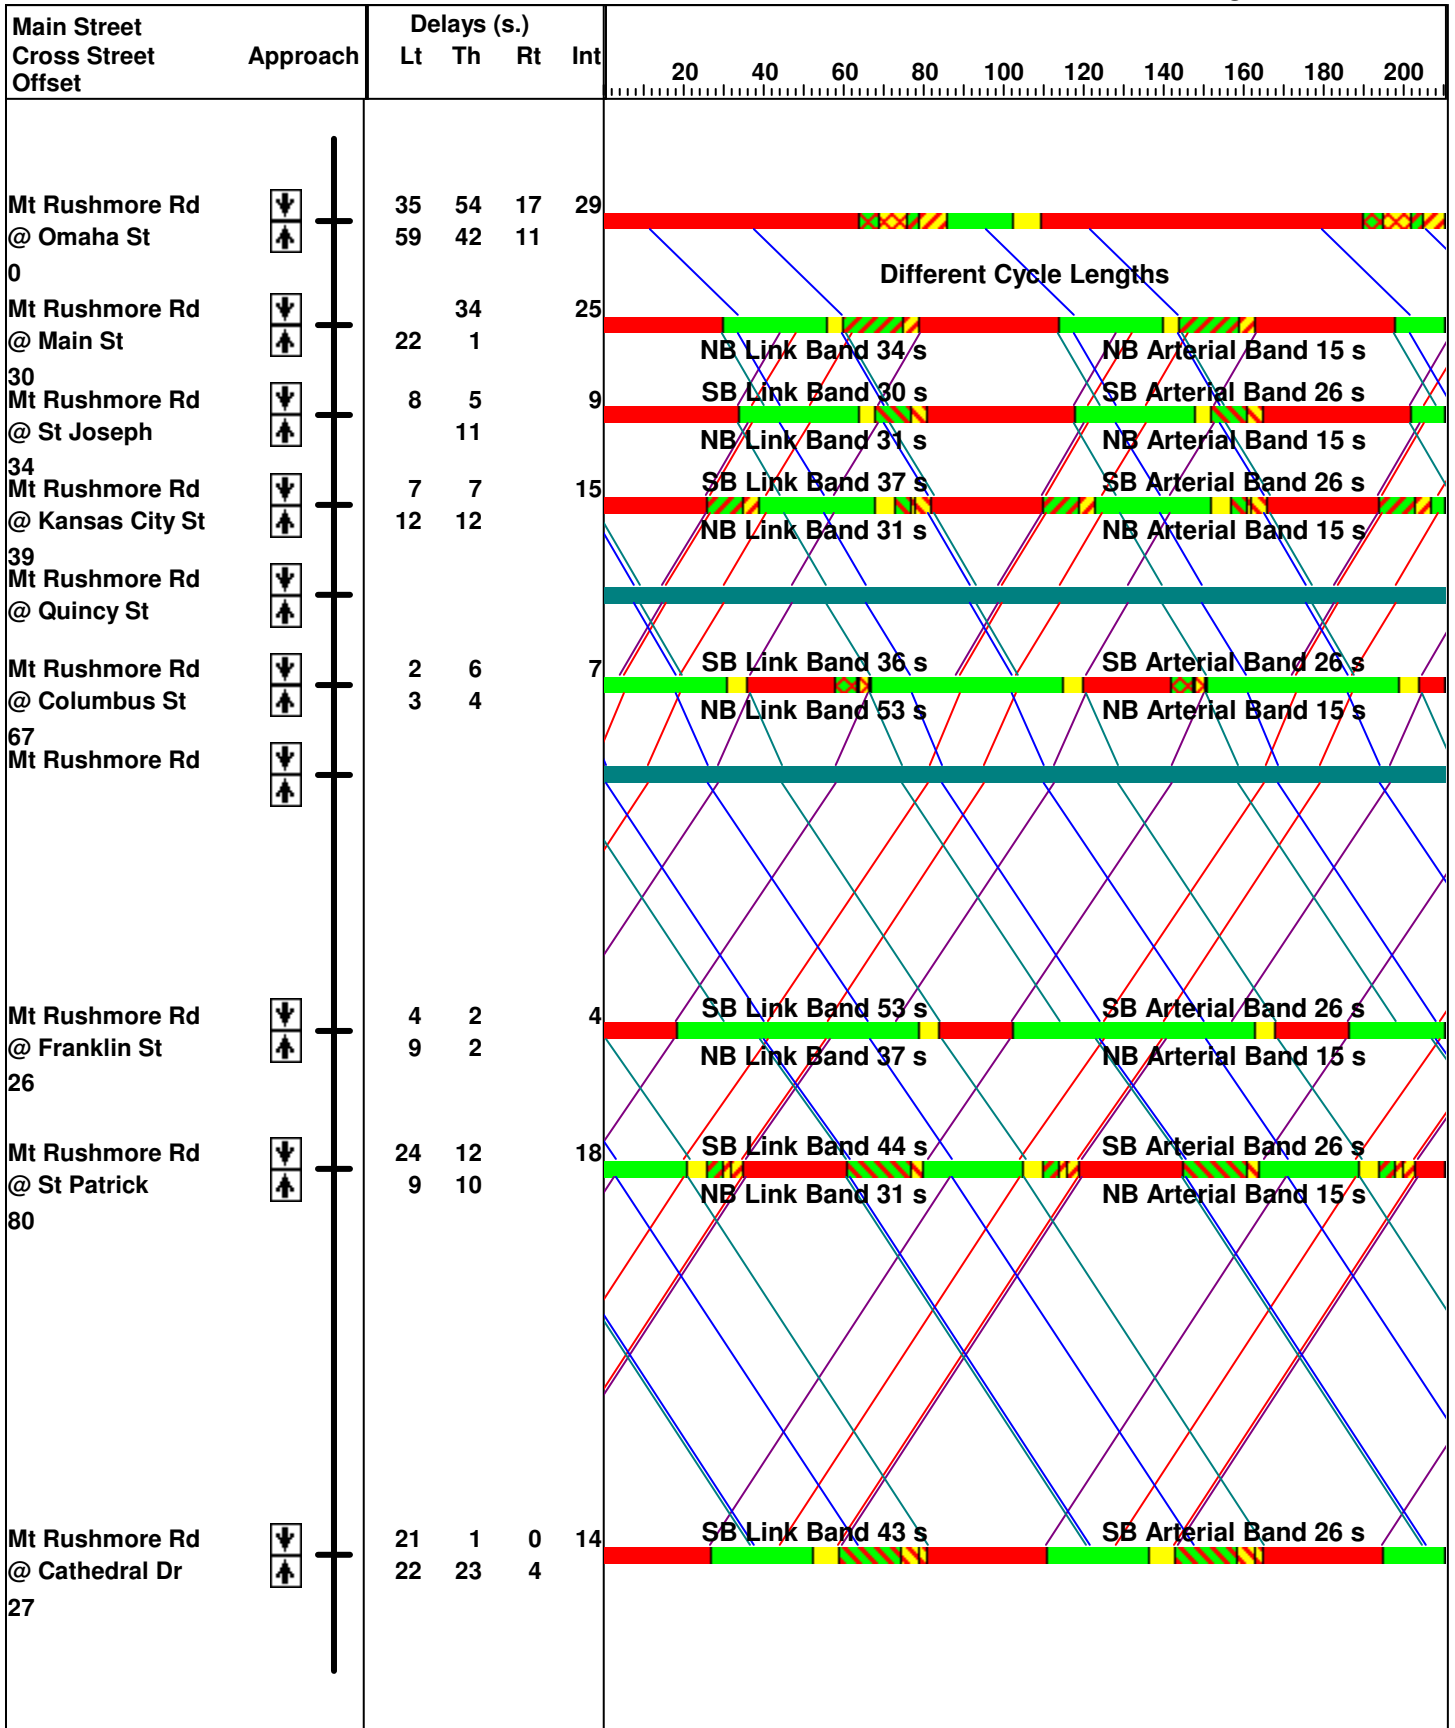 Main Street Delays (s.)
Cross Street Approach Lt Th Rt Int
Offset 20 40 60 80 100 120 140 160 180 200
Mt Rushmore Rd 35 54 17 29
@ Omaha St 59 42 11
0 Different Cycle Lengths
Mt Rushmore Rd 34 25
@ Main St 22 1 NB Link Band 34 s NB Arterial Band 15 s
30
Mt Rushmore Rd 8 5 9 SB Link Band 30 s SB Arterial Band 26 s
@ St Joseph 11 NB Link Band 31 s NB Arterial Band 15 s
34
Mt Rushmore Rd 7 7 15 SB Link Band 37 s SB Arterial Band 26 s
@ Kansas City St 12 12 NB Link Band 31 s NB Arterial Band 15 s
39
Mt Rushmore Rd
@ Quincy St
Mt Rushmore Rd 2 6 7 SB Link Band 36 s SB Arterial Band 26 s
@ Columbus St 3 4 NB Link Band 53 s NB Arterial Band 15 s
67
Mt Rushmore Rd
Mt Rushmore Rd 4 2 4 SB Link Band 53 s SB Arterial Band 26 s
@ Franklin St 9 2 NB Link Band 37 s NB Arterial Band 15 s
26
Mt Rushmore Rd 24 12 18 SB Link Band 44 s SB Arterial Band 26 s
@ St Patrick 9 10 NB Link Band 31 s NB Arterial Band 15 s
80
Mt Rushmore Rd 21 1 0 14 SB Link Band 43 s SB Arterial Band 26 s
@ Cathedral Dr 22 23 4
27